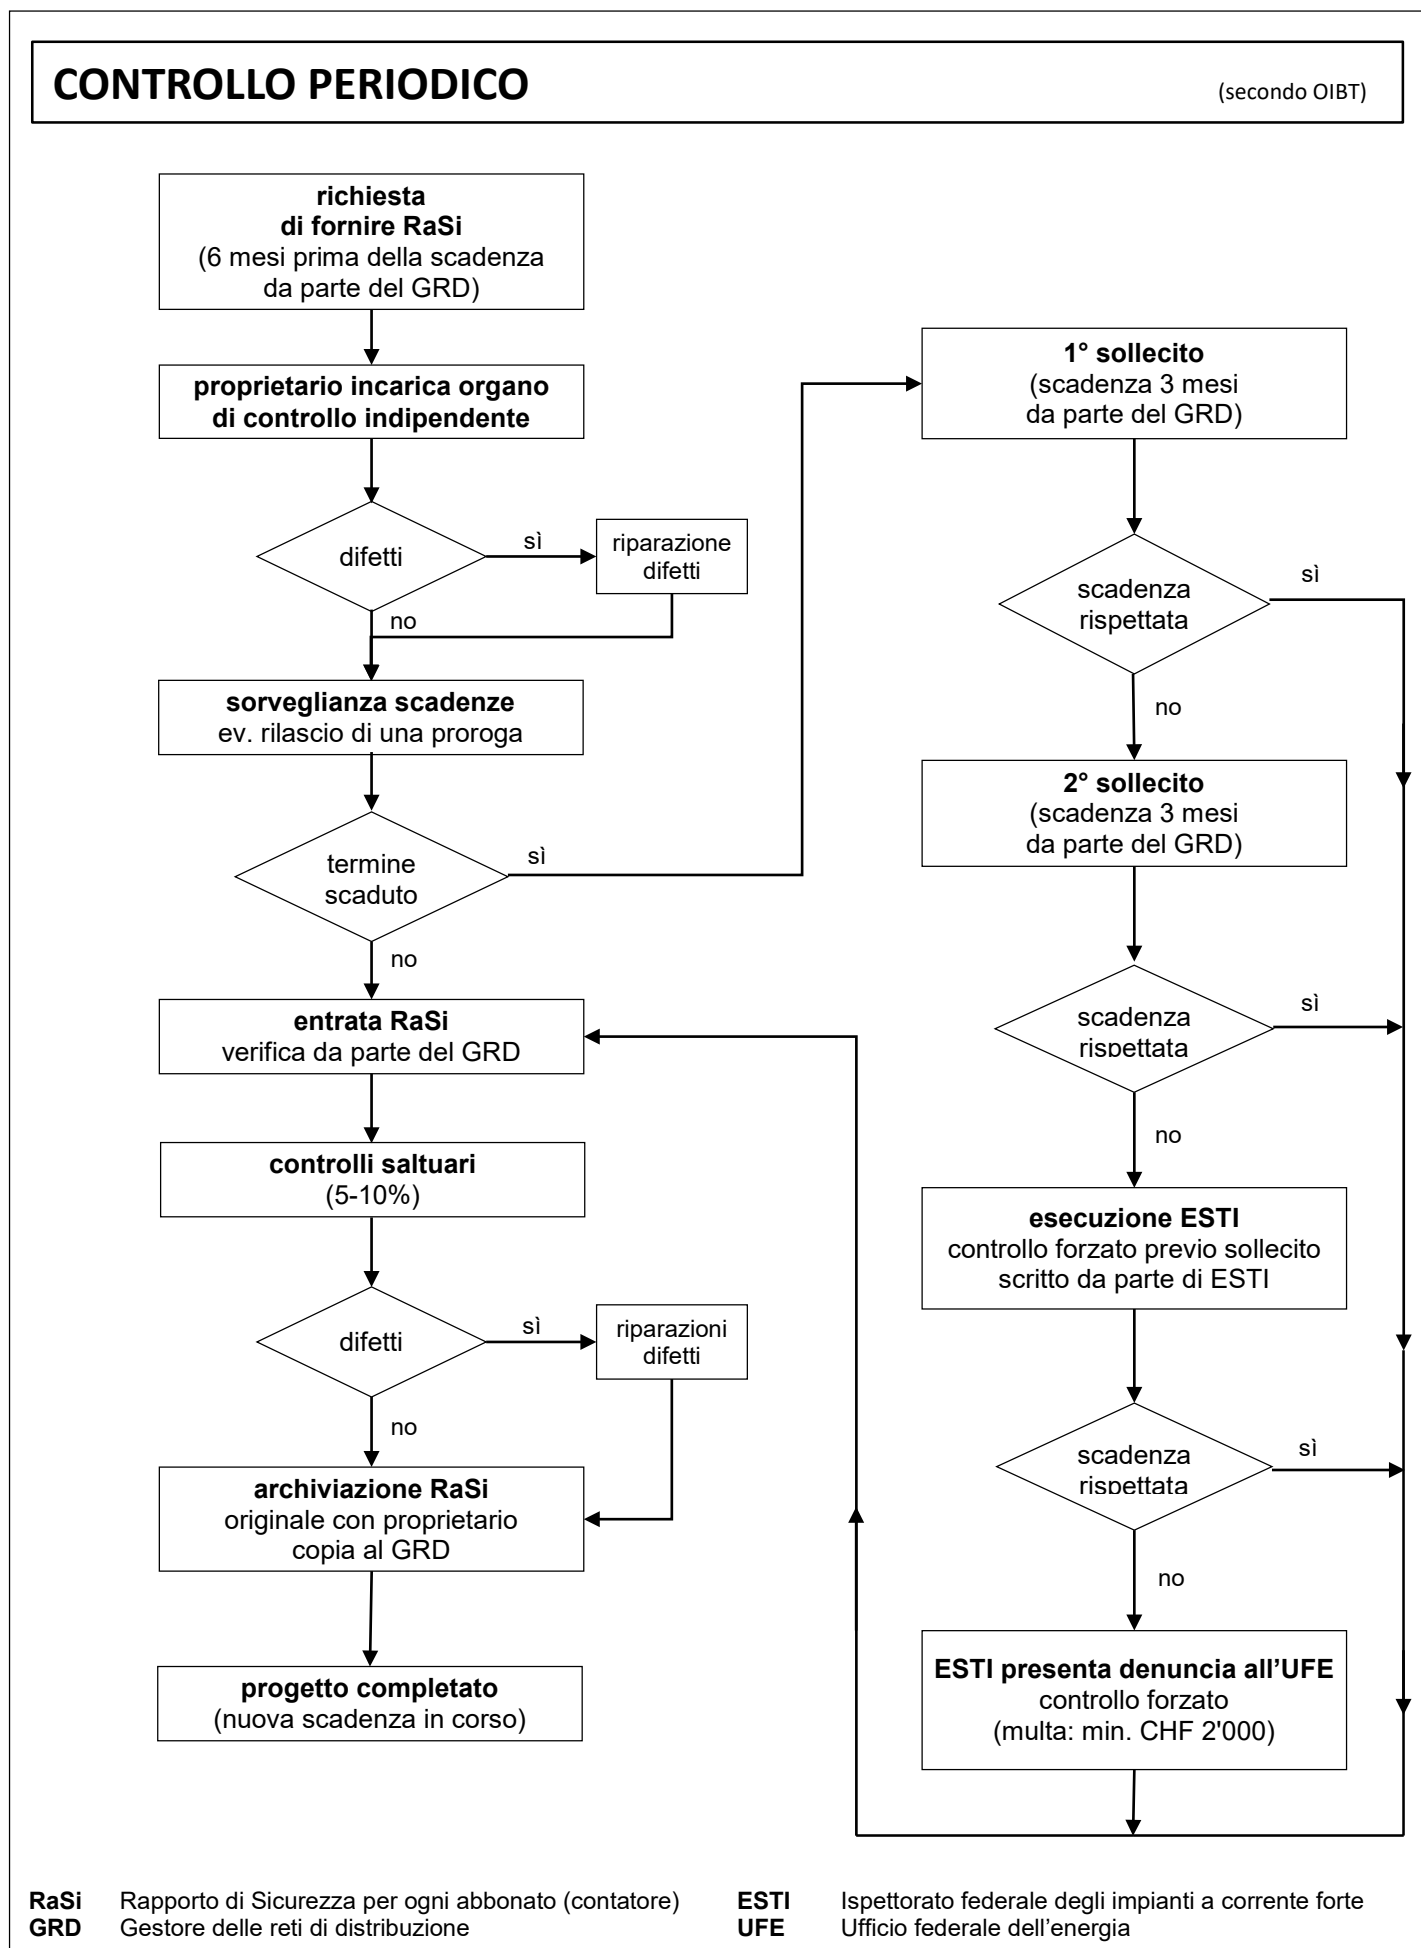 CONTROLLO PERIODICO
(secondo OIBT)
richiesta
di fornire RaSi
(6 mesi prima della scadenza
da parte del GRD)
proprietario incarica organo
di controllo indipendente
difetti
sì
riparazione
difetti
no
sorveglianza scadenze
ev. rilascio di una proroga
termine
scaduto
sì
no
entrata RaSi
verifica da parte del GRD
controlli saltuari
(5-10%)
difetti
sì
riparazioni
difetti
no
archiviazione RaSi
originale con proprietario
copia al GRD
progetto completato
(nuova scadenza in corso)
1° sollecito
(scadenza 3 mesi
da parte del GRD)
scadenza
rispettata
sì
no
2° sollecito
(scadenza 3 mesi
da parte del GRD)
scadenza
rispettata
sì
no
esecuzione ESTI
controllo forzato previo sollecito
scritto da parte di ESTI
scadenza
rispettata
sì
no
ESTI presenta denuncia all’UFE
controllo forzato
(multa: min. CHF 2'000)
RaSi Rapporto di Sicurezza per ogni abbonato (contatore)
GRD Gestore delle reti di distribuzione
ESTI Ispettorato federale degli impianti a corrente forte
UFE Ufficio federale dell’energia